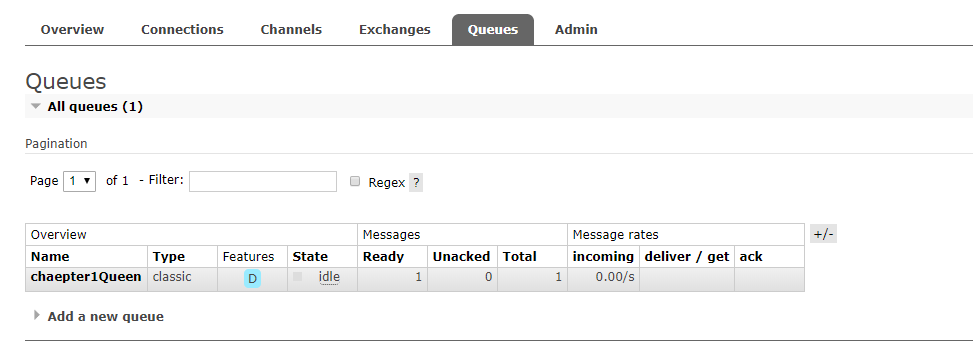 Overview Connections Channels Exchanges Queues Admin
Queues
All queues (1)
Pagination
Page 1 of 1 - Filter: Regex ?
Overview Messages Message rates +/-
Name Type Features State Ready Unacked Total incoming deliver / get ack
chaepter1Queen classic D idle 1 0 1 0.00/s
Add a new queue